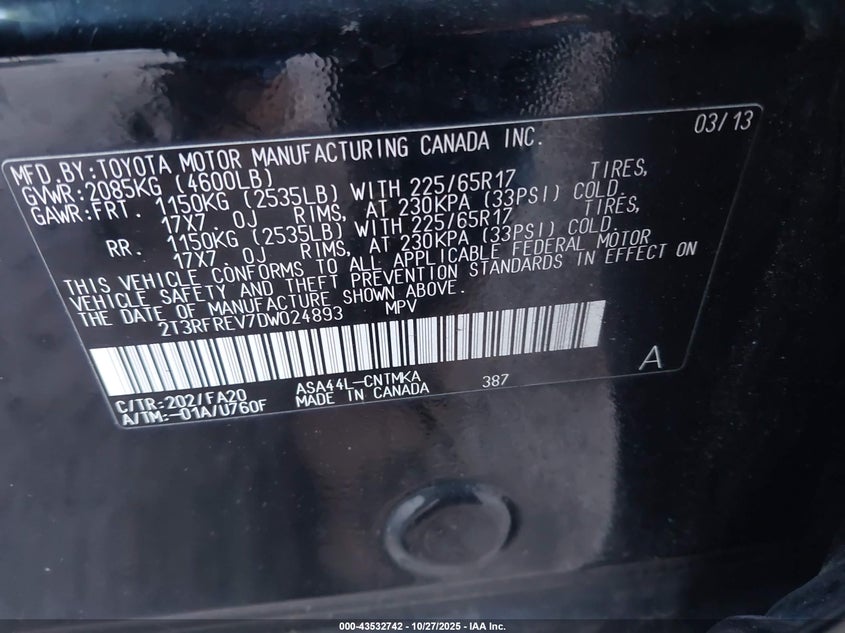 03/13
MFD.BY:TOYOTA MOTOR MANUFACTURING CANADA INC.
GVWR:2085KG (4600LB)
GAWR:FRT. 1150KG (2535LB) WITH 225/65R17 TIRES,
17X7.0J RIMS, AT 230KPA (33PSI) COLD.
RR. 1150KG (2535LB) WITH 225/65R17 TIRES,
17X7.0J RIMS, AT 230KPA (33PSI) COLD.
THIS VEHICLE CONFORMS TO ALL APPLICABLE FEDERAL MOTOR
VEHICLE SAFETY AND THEFT PREVENTION STANDARDS IN EFFECT ON
THE DATE OF MANUFACTURE SHOWN ABOVE.
2T3RFREV7DW024893 MPV
C/TR:202/FA20 ASA44L-CNTMKA 387 A
A/TM:-01A/U760F MADE IN CANADA
000-43532742 - 10/27/2025 - IAA Inc.